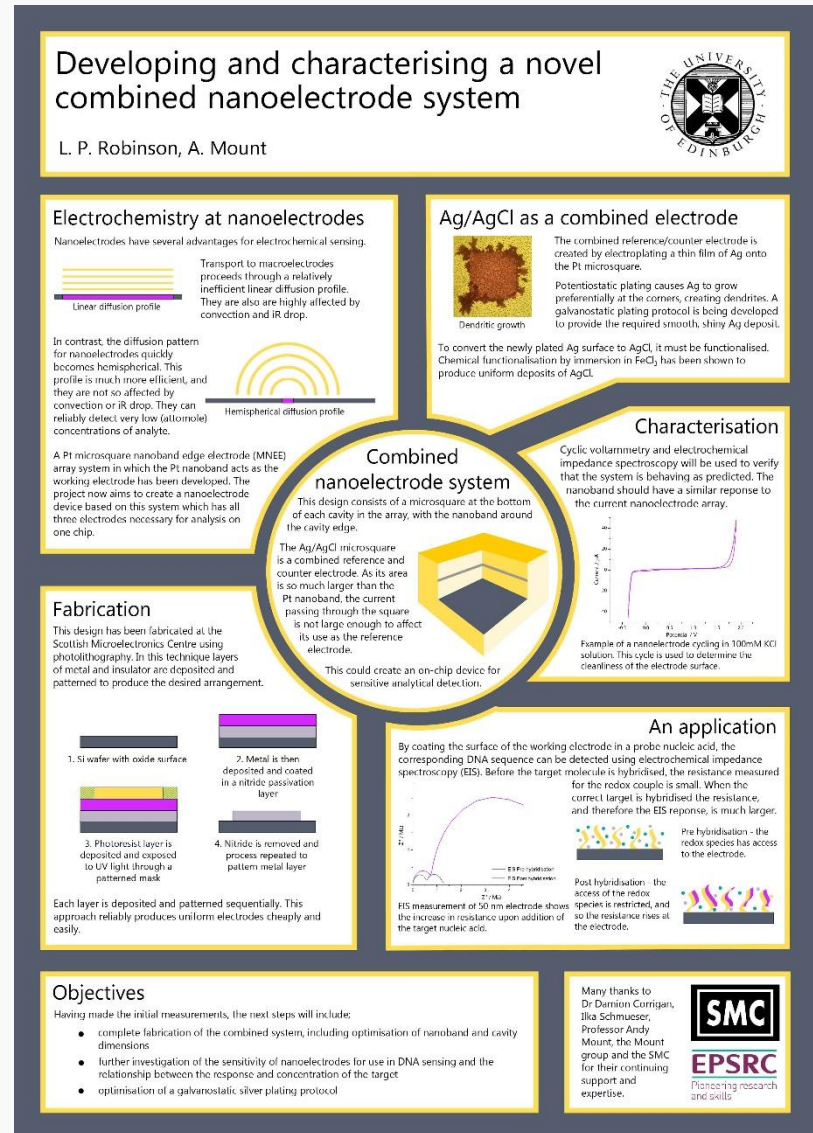 Developing and characterising a novel
combined nanoelectrode system
L. P. Robinson, A. Mount
THE UNIVERSITY OF EDINBURGH
Electrochemistry at nanoelectrodes
Nanoelectrodes have several advantages for electrochemical sensing.
Transport to macroelectrodes
proceeds through a relatively
inefficient linear diffusion profile.
They are also are highly affected by
convection and iR drop.
Linear diffusion profile
In contrast, the diffusion pattern
for nanoelectrodes quickly
becomes hemispherical. This
profile is much more efficient, and
they are not so affected by
convection or iR drop. They can
reliably detect very low (attomole)
concentrations of analyte.
Hemispherical diffusion profile
A Pt microsquare nanoband edge electrode (MNEE)
array system in which the Pt nanoband acts as the
working electrode has been developed. The
project now aims to create a nanoelectrode
device based on this system which has all
three electrodes necessary for analysis on
one chip.
Ag/AgCl as a combined electrode
Dendritic growth
The combined reference/counter electrode is
created by electroplating a thin film of Ag onto
the Pt microsquare.
Potentiostatic plating causes Ag to grow
preferentially at the corners, creating dendrites. A
galvanostatic plating protocol is being developed
to provide the required smooth, shiny Ag deposit.
To convert the newly plated Ag surface to AgCl, it must be functionalised.
Chemical functionalisation by immersion in FeCl₃ has been shown to
produce uniform deposits of AgCl.
Combined
nanoelectrode system
This design consists of a microsquare at the bottom
of each cavity in the array, with the nanoband around
the cavity edge.
The Ag/AgCl microsquare
is a combined reference and
counter electrode. As its area
is so much larger than the
Pt nanoband, the current
passing through the square
is not large enough to affect
its use as the reference
electrode.
This could create an on-chip device for
sensitive analytical detection.
Characterisation
Cyclic voltammetry and electrochemical
impedance spectroscopy will be used to verify
that the system is behaving as predicted. The
nanoband should have a similar reponse to
the current nanoelectrode array.
Potential / V
Example of a nanoelectrode cycling in 100mM KCl
solution. This cycle is used to determine the
cleanliness of the electrode surface.
Fabrication
This design has been fabricated at the
Scottish Microelectronics Centre using
photolithography. In this technique layers
of metal and insulator are deposited and
patterned to produce the desired arrangement.
1. Si wafer with oxide surface
2. Metal is then
deposited and coated
in a nitride passivation
layer
3. Photoresist layer is
deposited and exposed
to UV light through a
patterned mask
4. Nitride is removed and
process repeated to
pattern metal layer
Each layer is deposited and patterned sequentially. This
approach reliably produces uniform electrodes cheaply and
easily.
An application
By coating the surface of the working electrode in a probe nucleic acid, the
corresponding DNA sequence can be detected using electrochemical impedance
spectroscopy (EIS). Before the target molecule is hybridised, the resistance measured
for the redox couple is small. When the
correct target is hybridised the resistance,
and therefore the EIS reponse, is much larger.
EIS Pre hybridisation
EIS Post hybridisation
EIS measurement of 50 nm electrode shows
the increase in resistance upon addition of
the target nucleic acid.
Pre hybridisation - the
redox species has access
to the electrode.
Post hybridisation - the
access of the redox
species is restricted, and
so the resistance rises at
the electrode.
Objectives
Having made the initial measurements, the next steps will include;
● complete fabrication of the combined system, including optimisation of nanoband and cavity
dimensions
● further investigation of the sensitivity of nanoelectrodes for use in DNA sensing and the
relationship between the response and concentration of the target
● optimisation of a galvanostatic silver plating protocol
Many thanks to
Dr Damion Corrigan,
Ilka Schmueser,
Professor Andy
Mount, the Mount
group and the SMC
for their continuing
support and
expertise.
SMC
EPSRC
Pioneering research
and skills